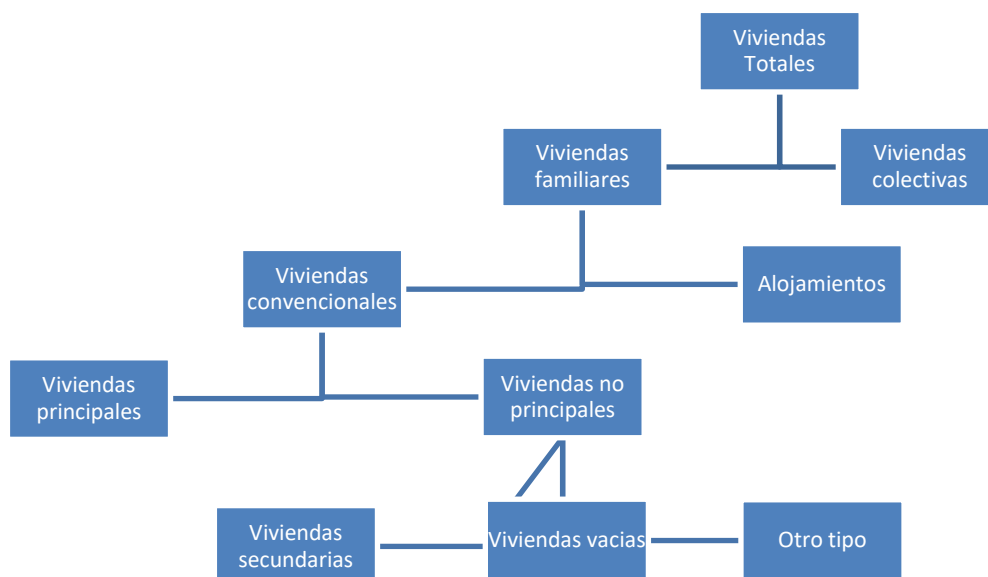 Viviendas
Totales
Viviendas
familiares
Viviendas
colectivas
Viviendas
convencionales
Alojamientos
Viviendas
principales
Viviendas no
principales
Viviendas
secundarias
Viviendas vacias
Otro tipo